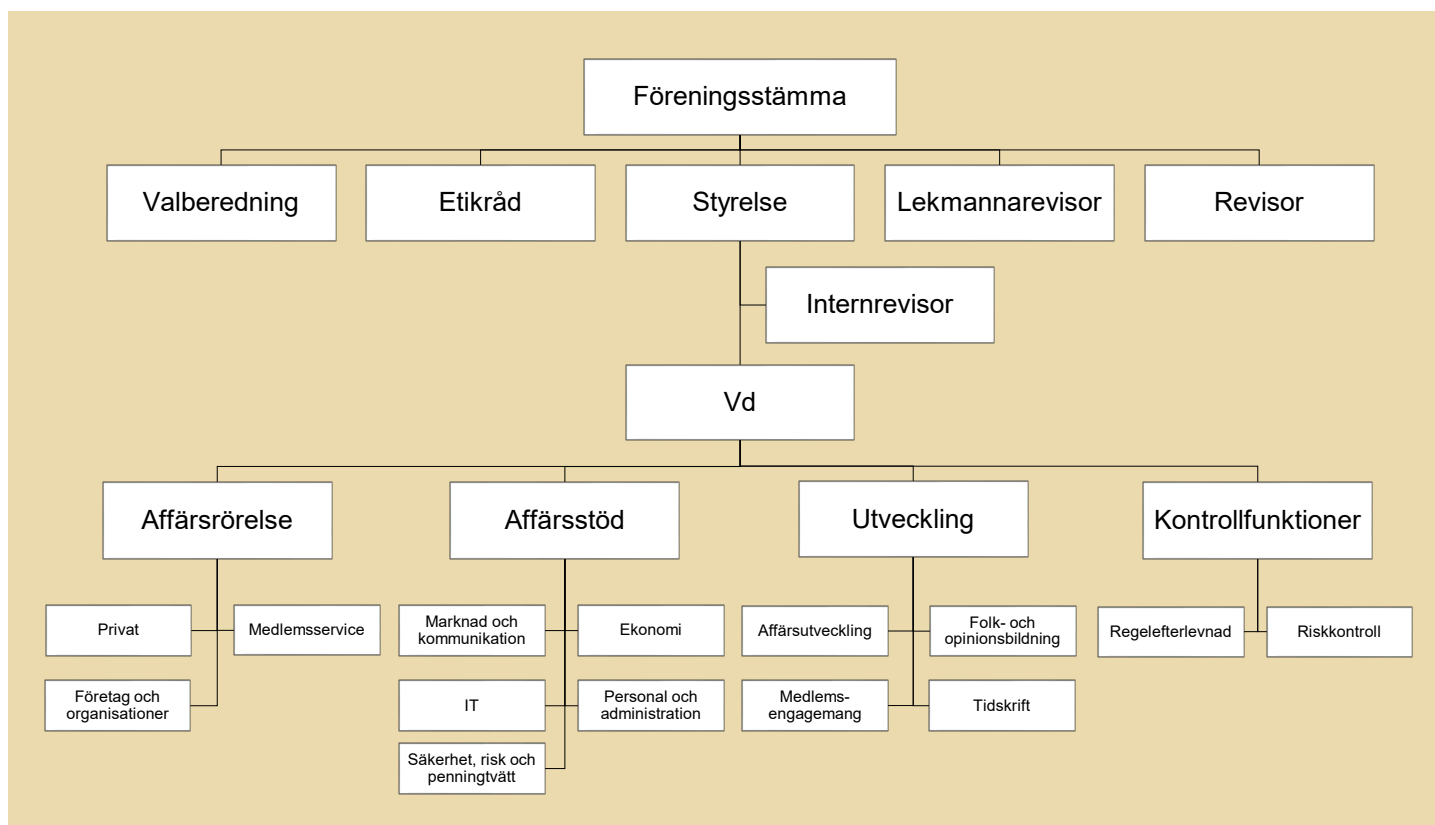 Föreningsstämma
Valberedning
Etikråd
Styrelse
Lekmannarevisor
Revisor
Internrevisor
Vd
Affärsrörelse
Affärsstöd
Utveckling
Kontrollfunktioner
Privat
Medlemsservice
Företag och
organisationer
Marknad och
kommunikation
Ekonomi
IT
Personal och
administration
Säkerhet, risk och
penningtvätt
Affärsutveckling
Folk- och
opinionsbildning
Medlems-
engagemang
Tidskrift
Regelefterlevnad
Riskkontroll